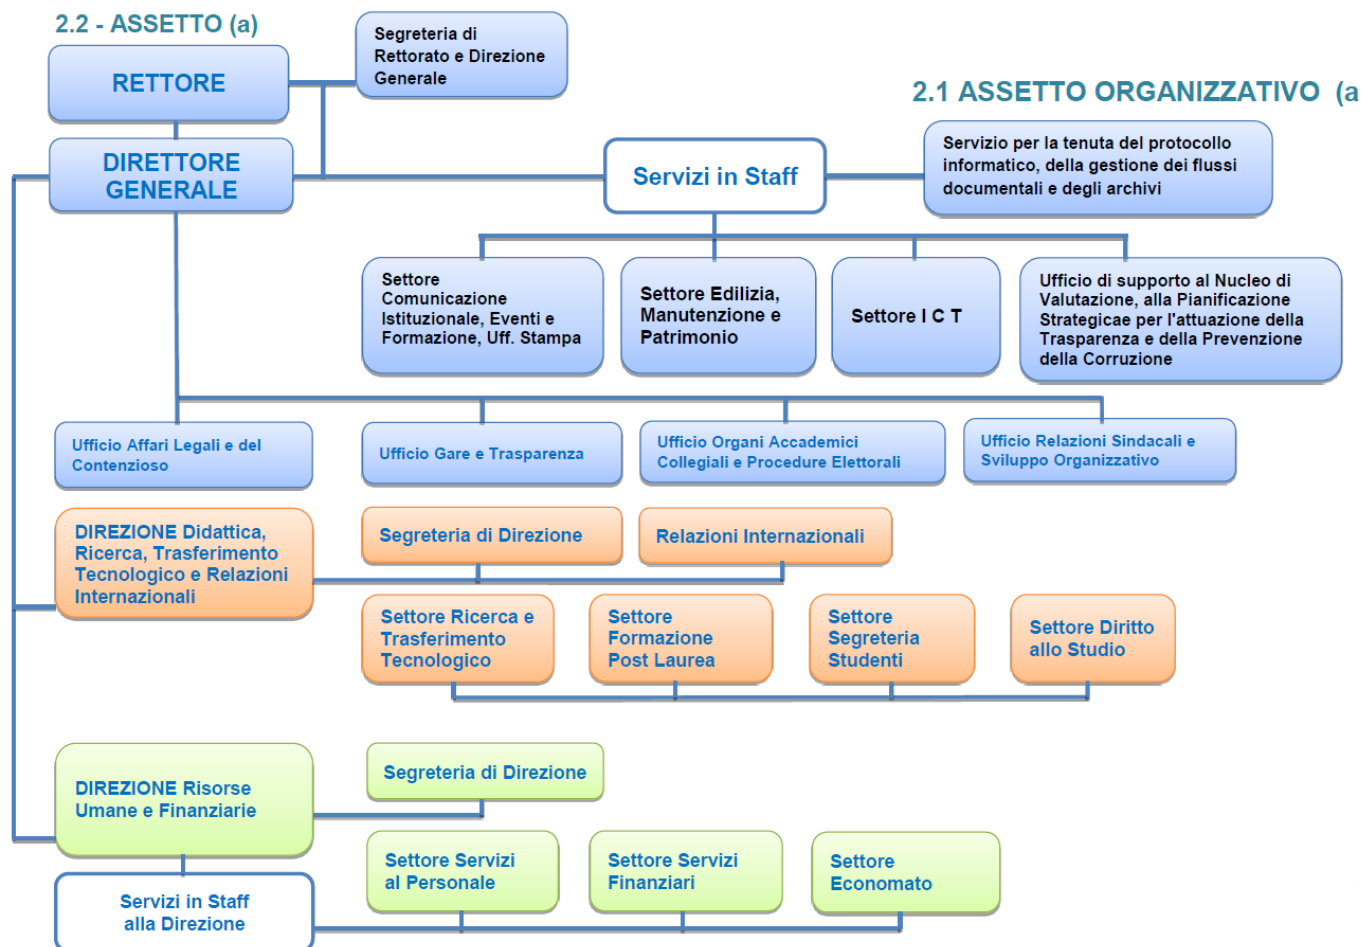 2.2 - ASSETTO (a)
Segreteria di
Rettorato e Direzione
Generale
RETTORE
2.1 ASSETTO ORGANIZZATIVO (a
DIRETTORE
GENERALE
Servizi in Staff
Servizio per la tenuta del protocollo
informatico, della gestione dei flussi
documentali e degli archivi
Settore
Comunicazione
Istituzionale, Eventi e
Formazione, Uff. Stampa
Settore Edilizia,
Manutenzione e
Patrimonio
Settore I C T
Ufficio di supporto al Nucleo di
Valutazione, alla Pianificazione
Strategicae per l'attuazione della
Trasparenza e della Prevenzione
della Corruzione
Ufficio Affari Legali e del
Contenzioso
Ufficio Gare e Trasparenza
Ufficio Organi Accademici
Collegiali e Procedure Elettorali
Ufficio Relazioni Sindacali e
Sviluppo Organizzativo
DIREZIONE Didattica,
Ricerca, Trasferimento
Tecnologico e Relazioni
Internazionali
Segreteria di Direzione
Relazioni Internazionali
Settore Ricerca e
Trasferimento
Tecnologico
Settore
Formazione
Post Laurea
Settore
Segreteria
Studenti
Settore Diritto
allo Studio
DIREZIONE Risorse
Umane e Finanziarie
Segreteria di Direzione
Settore Servizi
al Personale
Settore Servizi
Finanziari
Settore
Economato
Servizi in Staff
alla Direzione